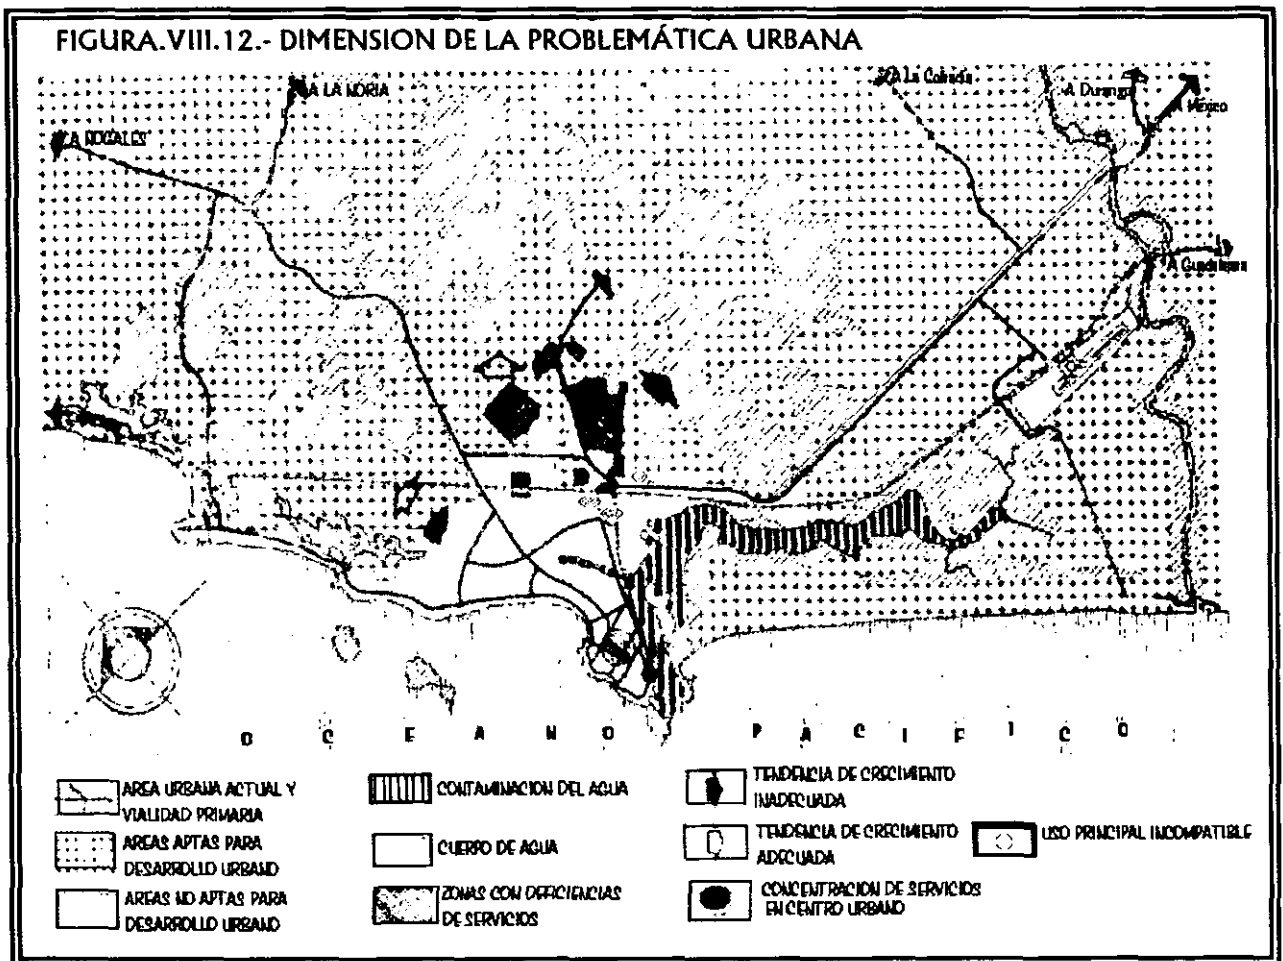 FIGURA.VIII.12.- DIMENSION DE LA PROBLEMÁTICA URBANA
A LA NORIA
A La
A Durango
A México
A NOGALES
A Guadalajara
OCEANO PACIFICO
AREA URBANA ACTUAL Y
VIALIDAD PRIMARIA
AREAS APTAS PARA
DESARROLLO URBANO
AREAS NO APTAS PARA
DESARROLLO URBANO
CONTAMINACION DEL AGUA
CUERPO DE AGUA
ZONAS CON DEFICIENCIAS
DE SERVICIOS
TENDENCIA DE CRECIMIENTO
INADECUADA
TENDENCIA DE CRECIMIENTO
ADECUADA
CONCENTRACION DE SERVICIOS
EN CENTRO URBANO
USO PRINCIPAL INCOMPATIBLE